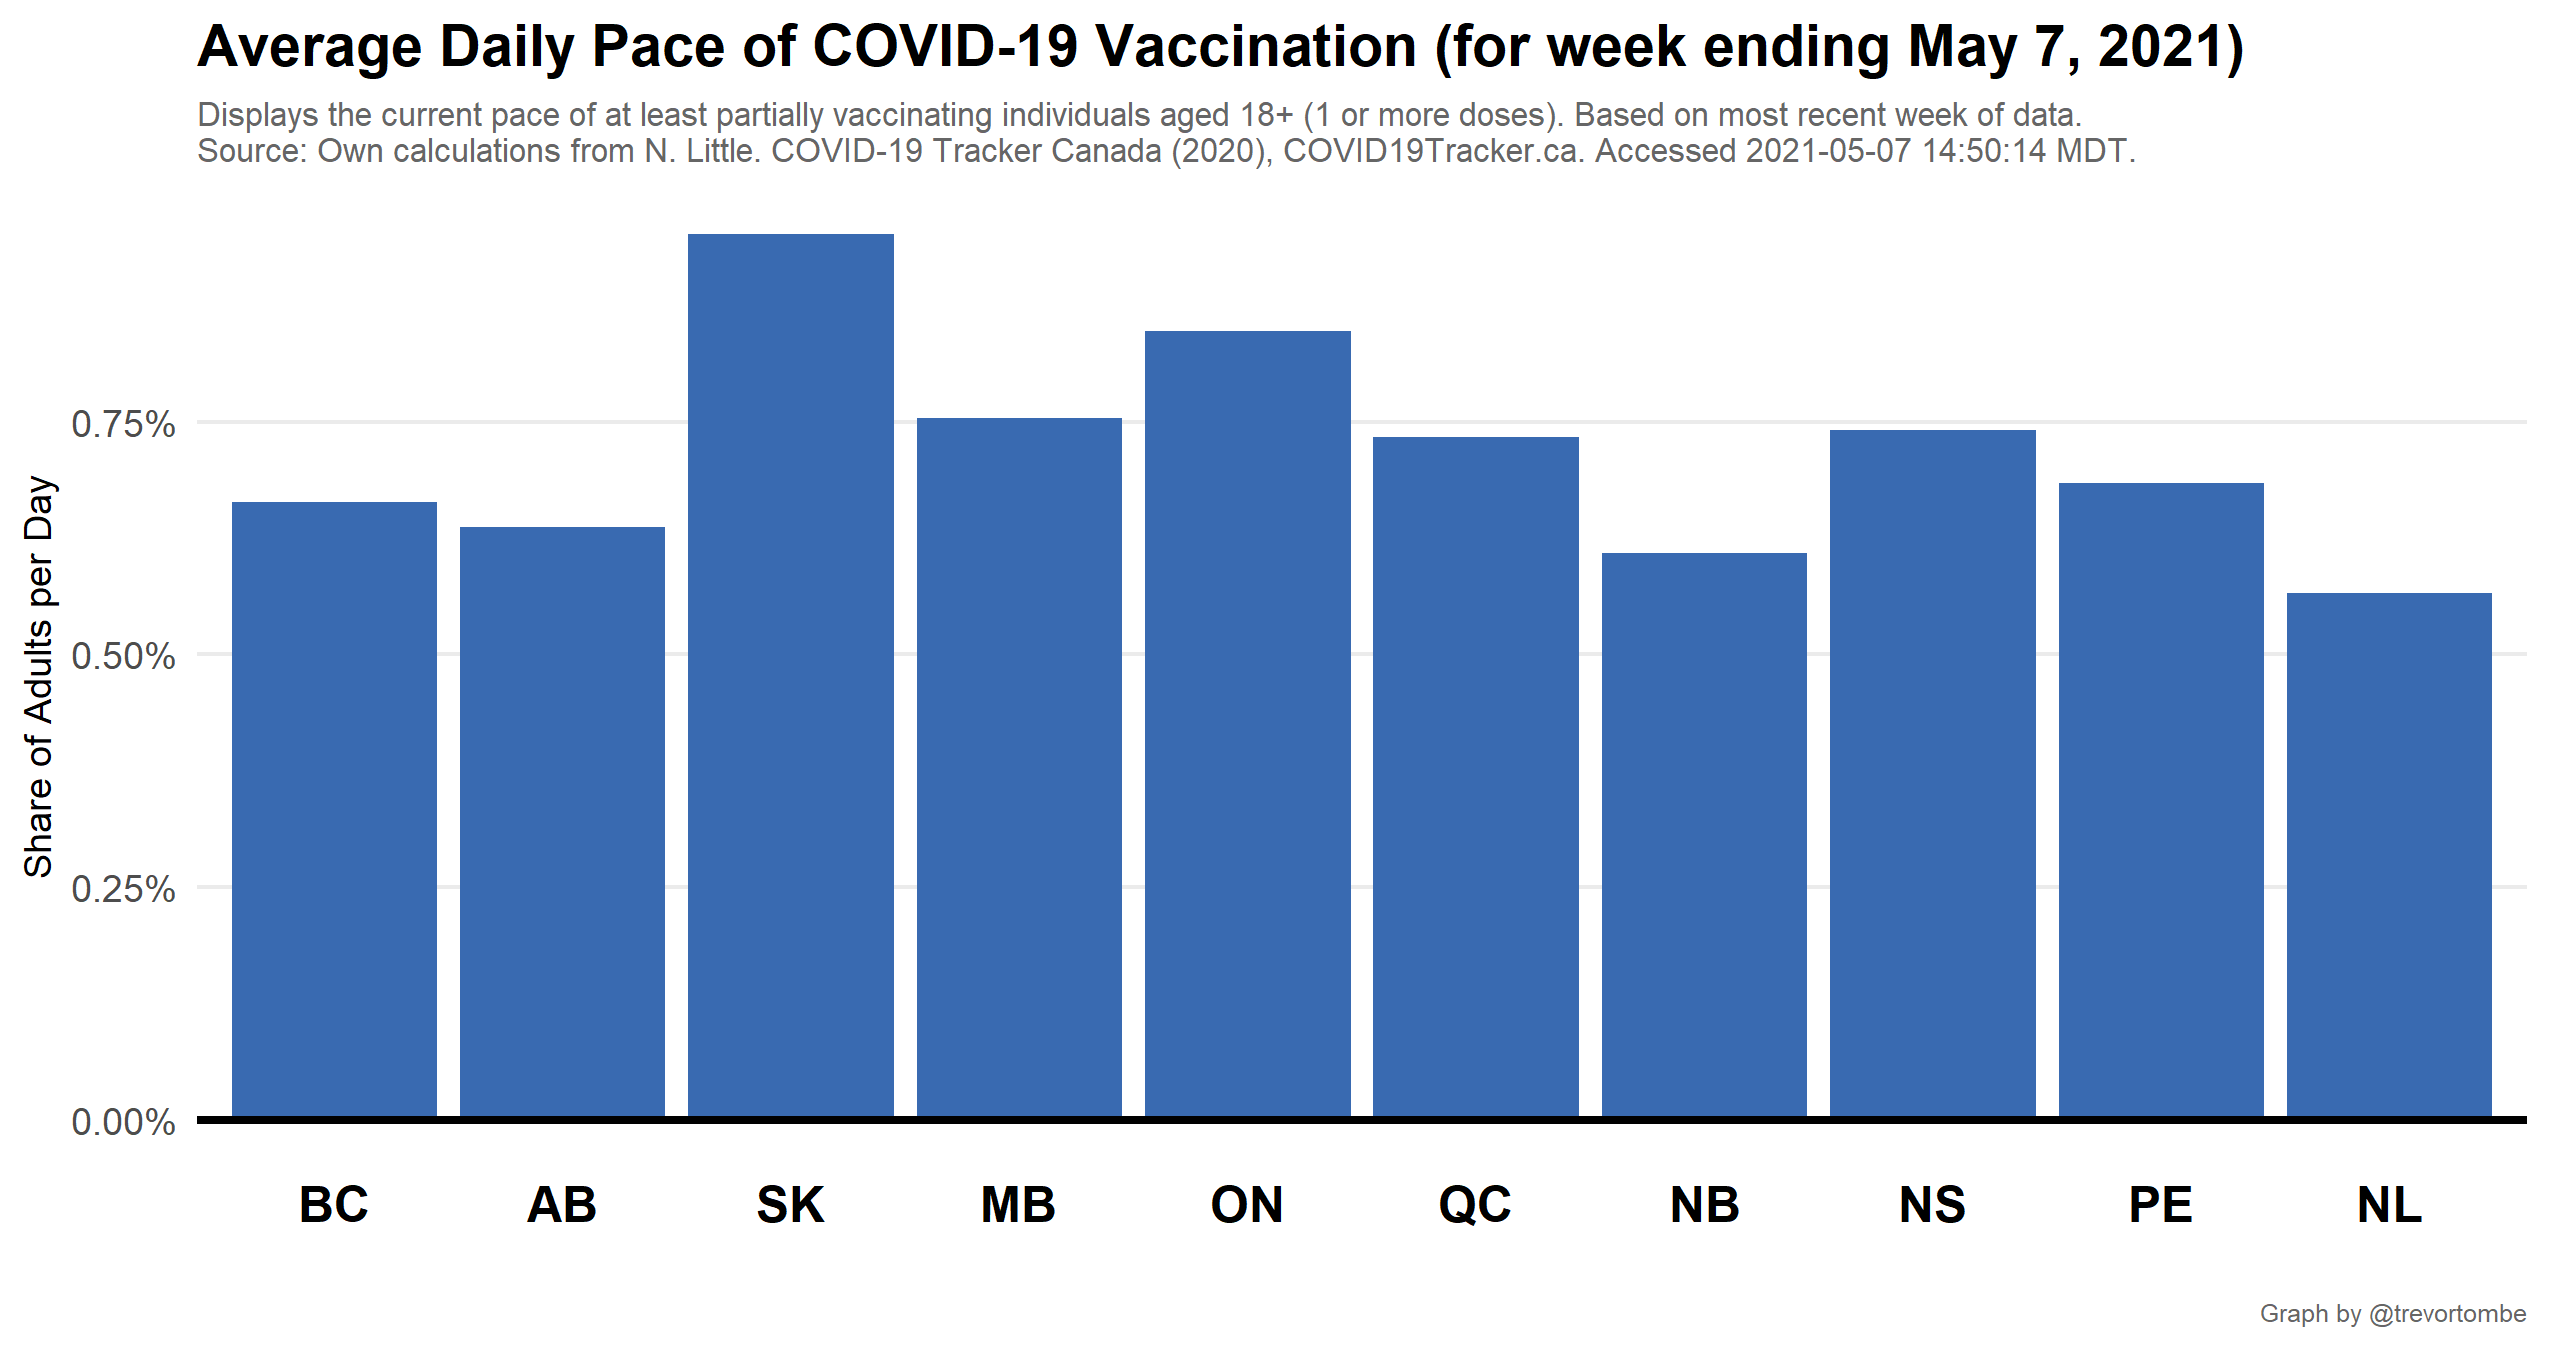 Average Daily Pace of COVID-19 Vaccination (for week ending May 7, 2021)
Displays the current pace of at least partially vaccinating individuals aged 18+ (1 or more doses). Based on most recent week of data.
Source: Own calculations from N. Little. COVID-19 Tracker Canada (2020), COVID19Tracker.ca. Accessed 2021-05-07 14:50:14 MDT.
Share of Adults per Day
0.75%
0.50%
0.25%
0.00%
BC AB SK MB ON QC NB NS PE NL
Graph by @trevortombe